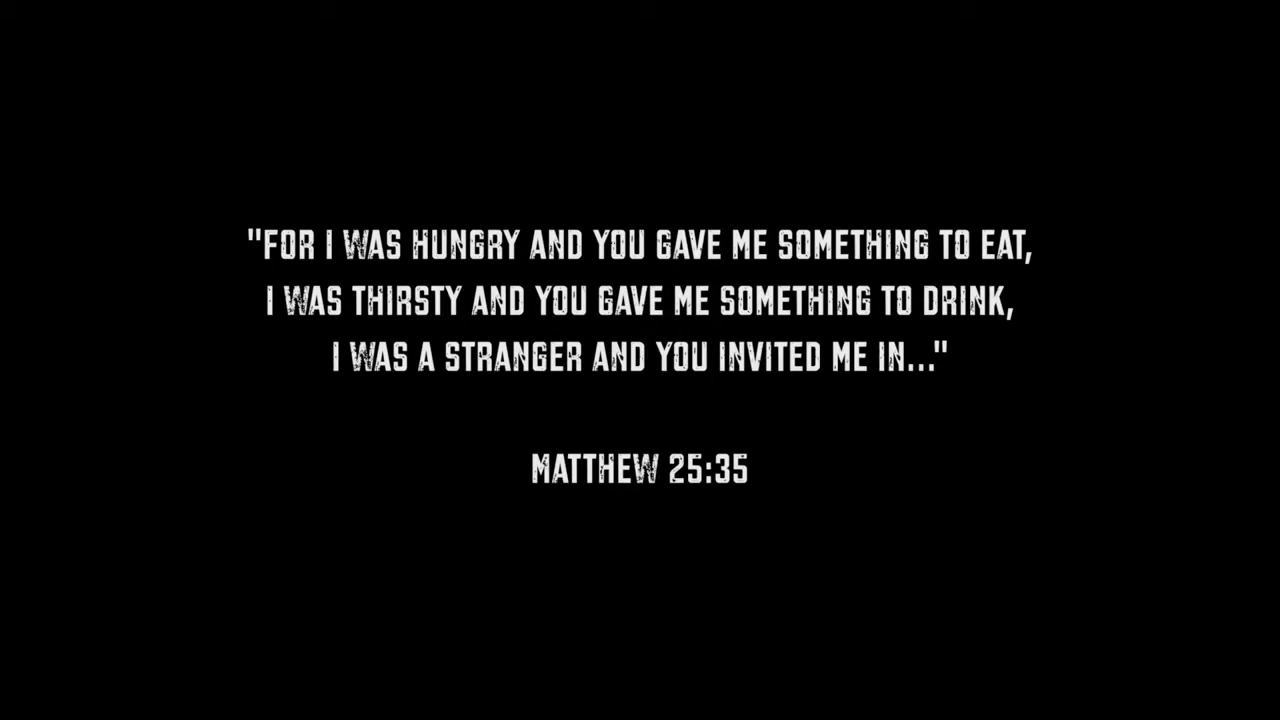 "FOR I WAS HUNGRY AND YOU GAVE ME SOMETHING TO EAT,
I WAS THIRSTY AND YOU GAVE ME SOMETHING TO DRINK,
I WAS A STRANGER AND YOU INVITED ME IN..."
MATTHEW 25:35